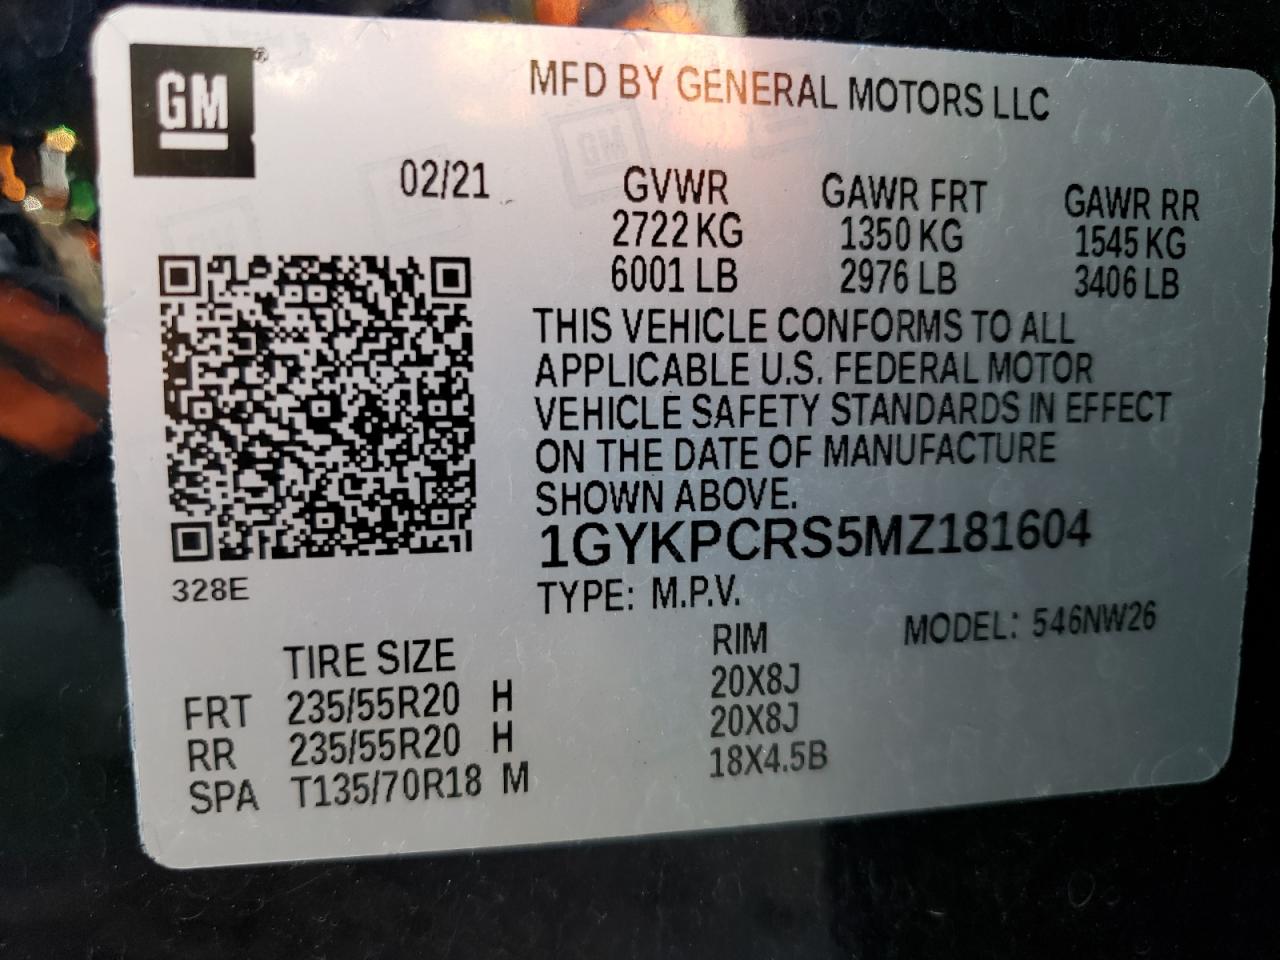 GM
MFD BY GENERAL MOTORS LLC
02/21
GVWR GAWR FRT GAWR RR
2722 KG 1350 KG 1545 KG
6001 LB 2976 LB 3406 LB
THIS VEHICLE CONFORMS TO ALL
APPLICABLE U.S. FEDERAL MOTOR
VEHICLE SAFETY STANDARDS IN EFFECT
ON THE DATE OF MANUFACTURE
SHOWN ABOVE.
1GYKPCRS5MZ181604
328E
TYPE: M.P.V.
MODEL: 546NW26
TIRE SIZE RIM
FRT 235/55R20 H 20X8J
RR 235/55R20 H 20X8J
SPA T135/70R18 M 18X4.5B